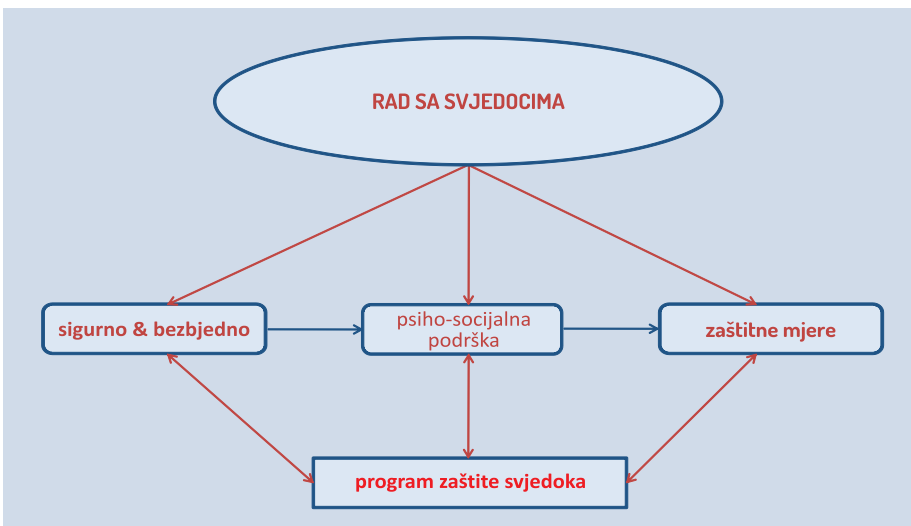 RAD SA SVJEDOCIMA
sigurno & bezbjedno
psiho-socijalna
podrška
zaštitne mjere
program zaštite svjedoka